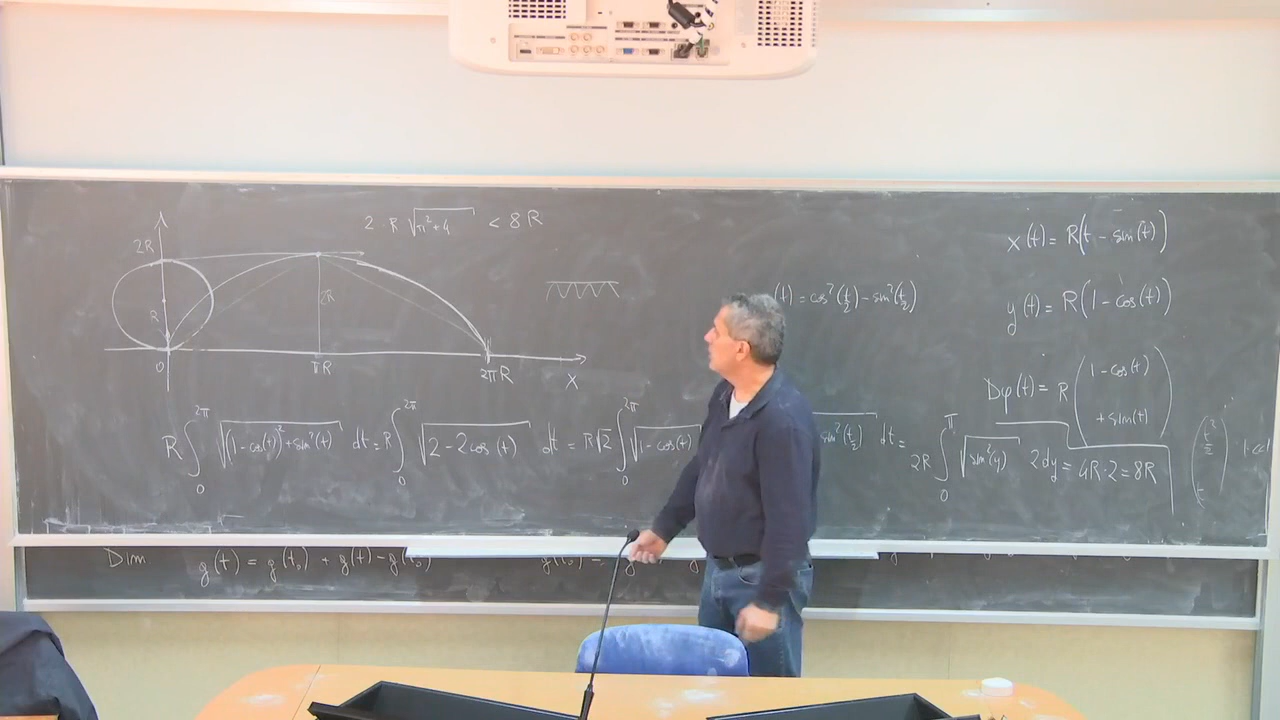 2·R √(π²+4) < 8R
x(t) = R(t - sin(t))
2R
(t) = cos²(t/2) - sin²(t/2)
y(t) = R(1 - cos(t))
R
2R
0
πR
2πR
x
Dφ(t) = R (1 - cos(t)
+ sin(t))
R ∫₀^{2π} √((1-cos(t))² + sin²(t)) dt = R ∫₀^{2π} √(2 - 2cos(t)) dt = R√2 ∫₀^{2π} √(1 - cos(t))
sin²(t/2) dt =
2R ∫₀^π √(sin²(y)) 2dy = 4R·2 = 8R
Dim g(t) = g(t₀) + g(t) - g(t₀)